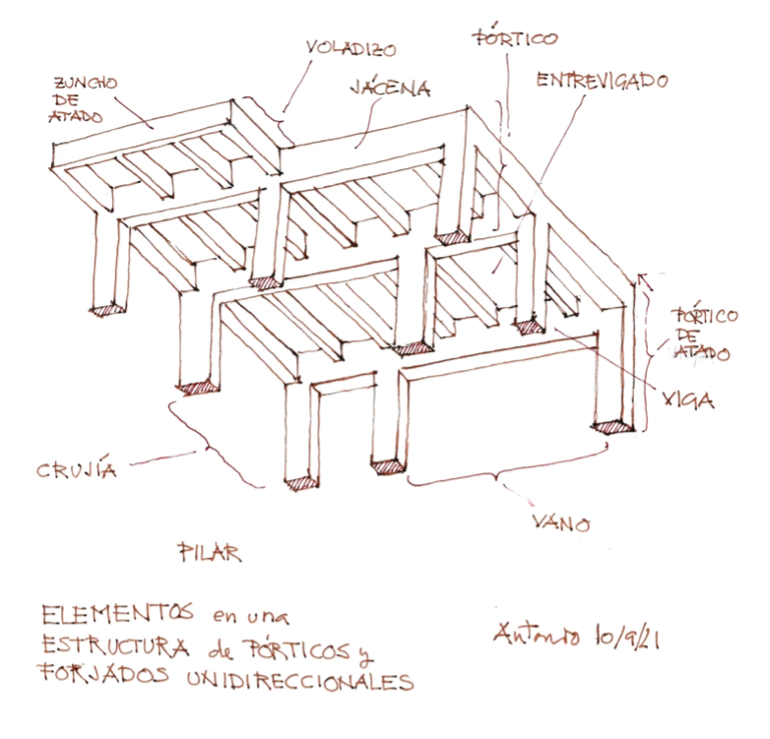 VOLADIZO
PÓRTICO
ZUNCHO
DE
ATADO
JÁCENA
ENTREVIGADO
PÓRTICO
DE
ATADO
VIGA
CRUJÍA
VANO
PILAR
ELEMENTOS en una
ESTRUCTURA de PÓRTICOS y
FORJADOS UNIDIRECCIONALES
Antonio 10/9/21